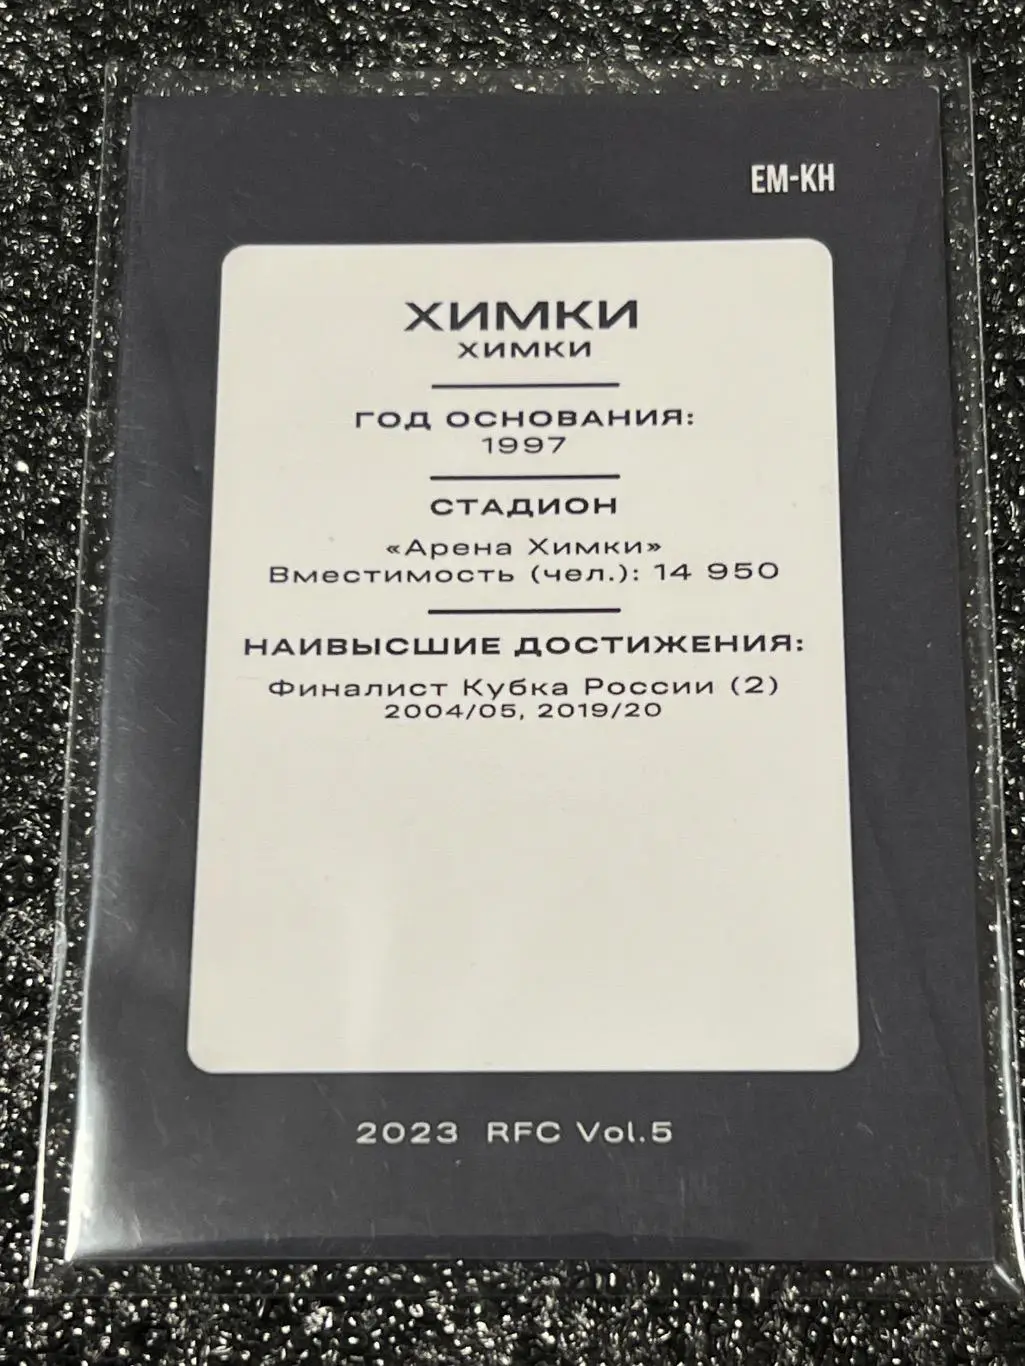 EM-KH
ХИМКИ
ХИМКИ
ГОД ОСНОВАНИЯ:
1997
СТАДИОН
«Арена Химки»
Вместимость (чел.): 14 950
НАИВЫСШИЕ ДОСТИЖЕНИЯ:
Финалист Кубка России (2)
2004/05, 2019/20
2023 RFC Vol.5